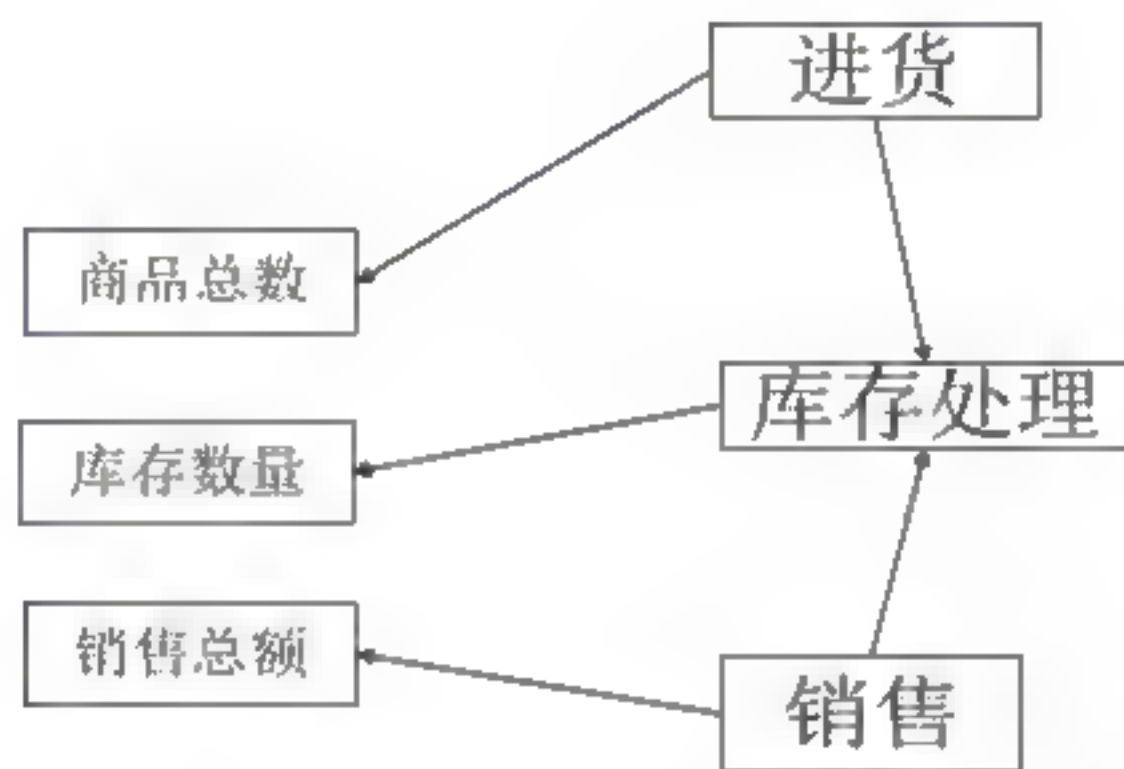 进货
商品总数
库存处理
库存数量
销售总额
销售